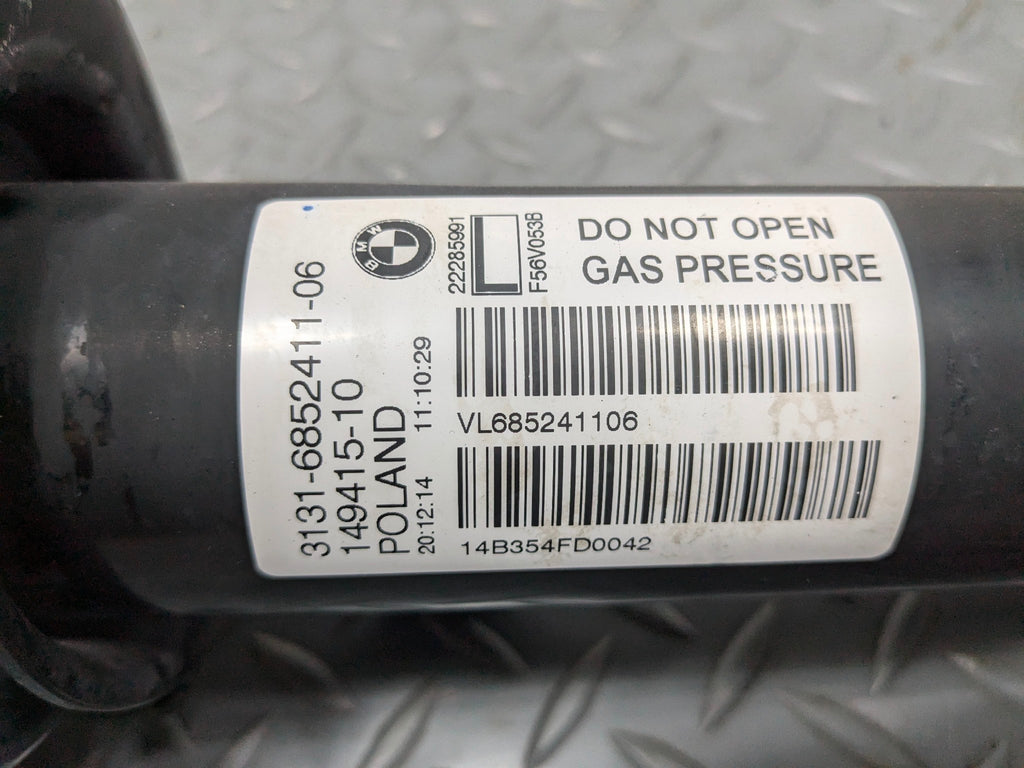 3131-6852411-06
149415-10
POLAND
20:12:14 11:10:29
BMW
22285991
L
F56V053B
DO NOT OPEN
GAS PRESSURE
VL685241106
14B354FD0042